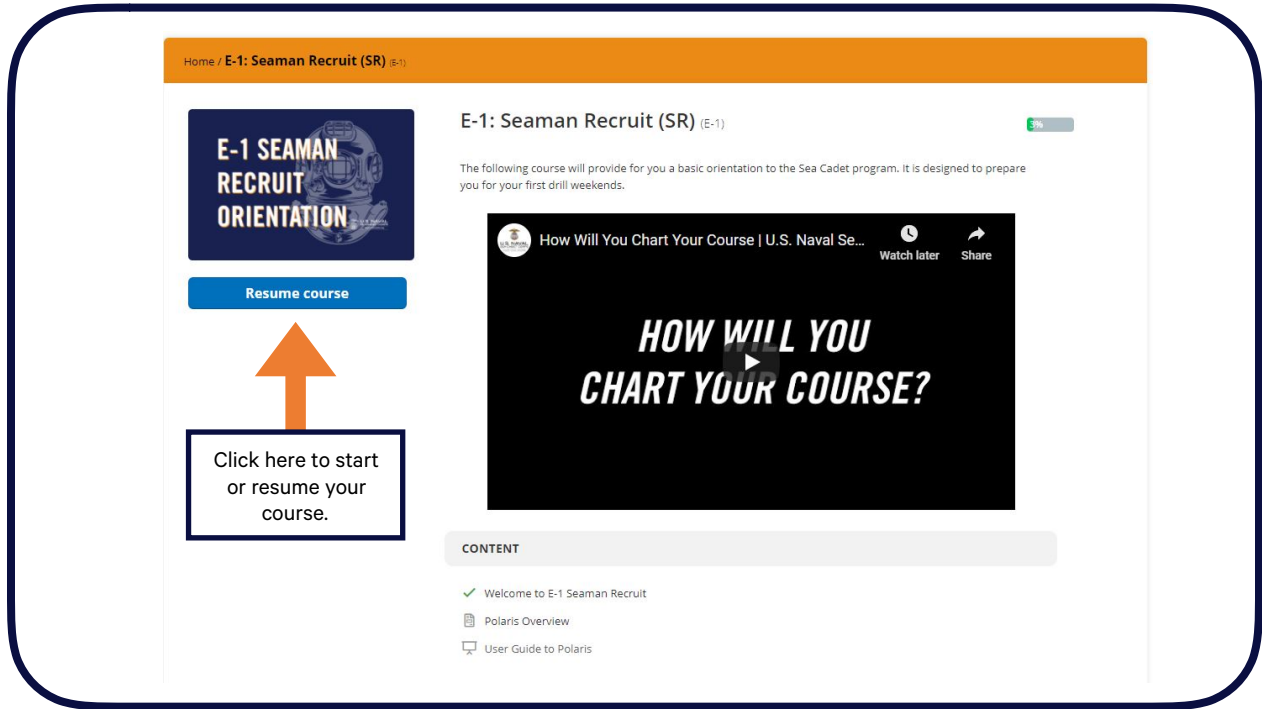 Home / E-1: Seaman Recruit (SR) (E-1)
E-1 SEAMAN
RECRUIT
ORIENTATION
Resume course
Click here to start
or resume your
course.
E-1: Seaman Recruit (SR) (E-1)
3%
The following course will provide for you a basic orientation to the Sea Cadet program. It is designed to prepare
you for your first drill weekends.
How Will You Chart Your Course | U.S. Naval Se...
Watch later
Share
HOW WILL YOU
CHART YOUR COURSE?
CONTENT
Welcome to E-1 Seaman Recruit
Polaris Overview
User Guide to Polaris